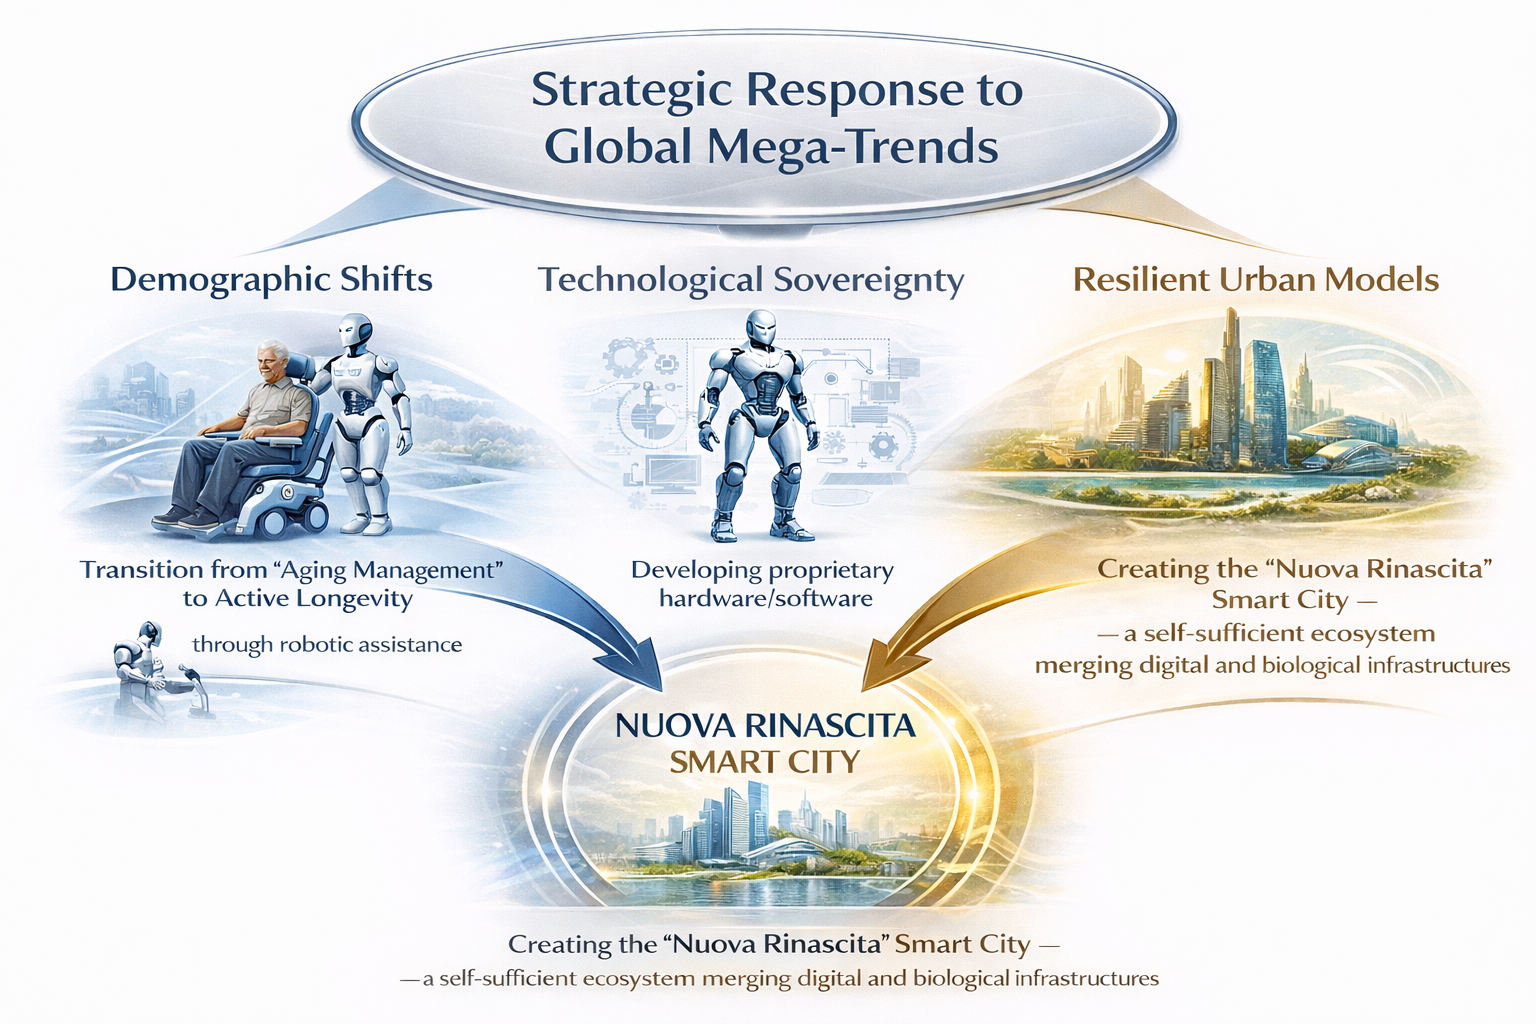 Strategic Response to
Global Mega-Trends
Demographic Shifts
Technological Sovereignty
Resilient Urban Models
Transition from “Aging Management”
to Active Longevity
through robotic assistance
Developing proprietary
hardware/software
Creating the “Nuova Rinascita”
Smart City —
— a self-sufficient ecosystem
merging digital and biological infrastructures
NUOVA RINASCITA
SMART CITY
Creating the “Nuova Rinascita” Smart City —
— a self-sufficient ecosystem merging digital and biological infrastructures